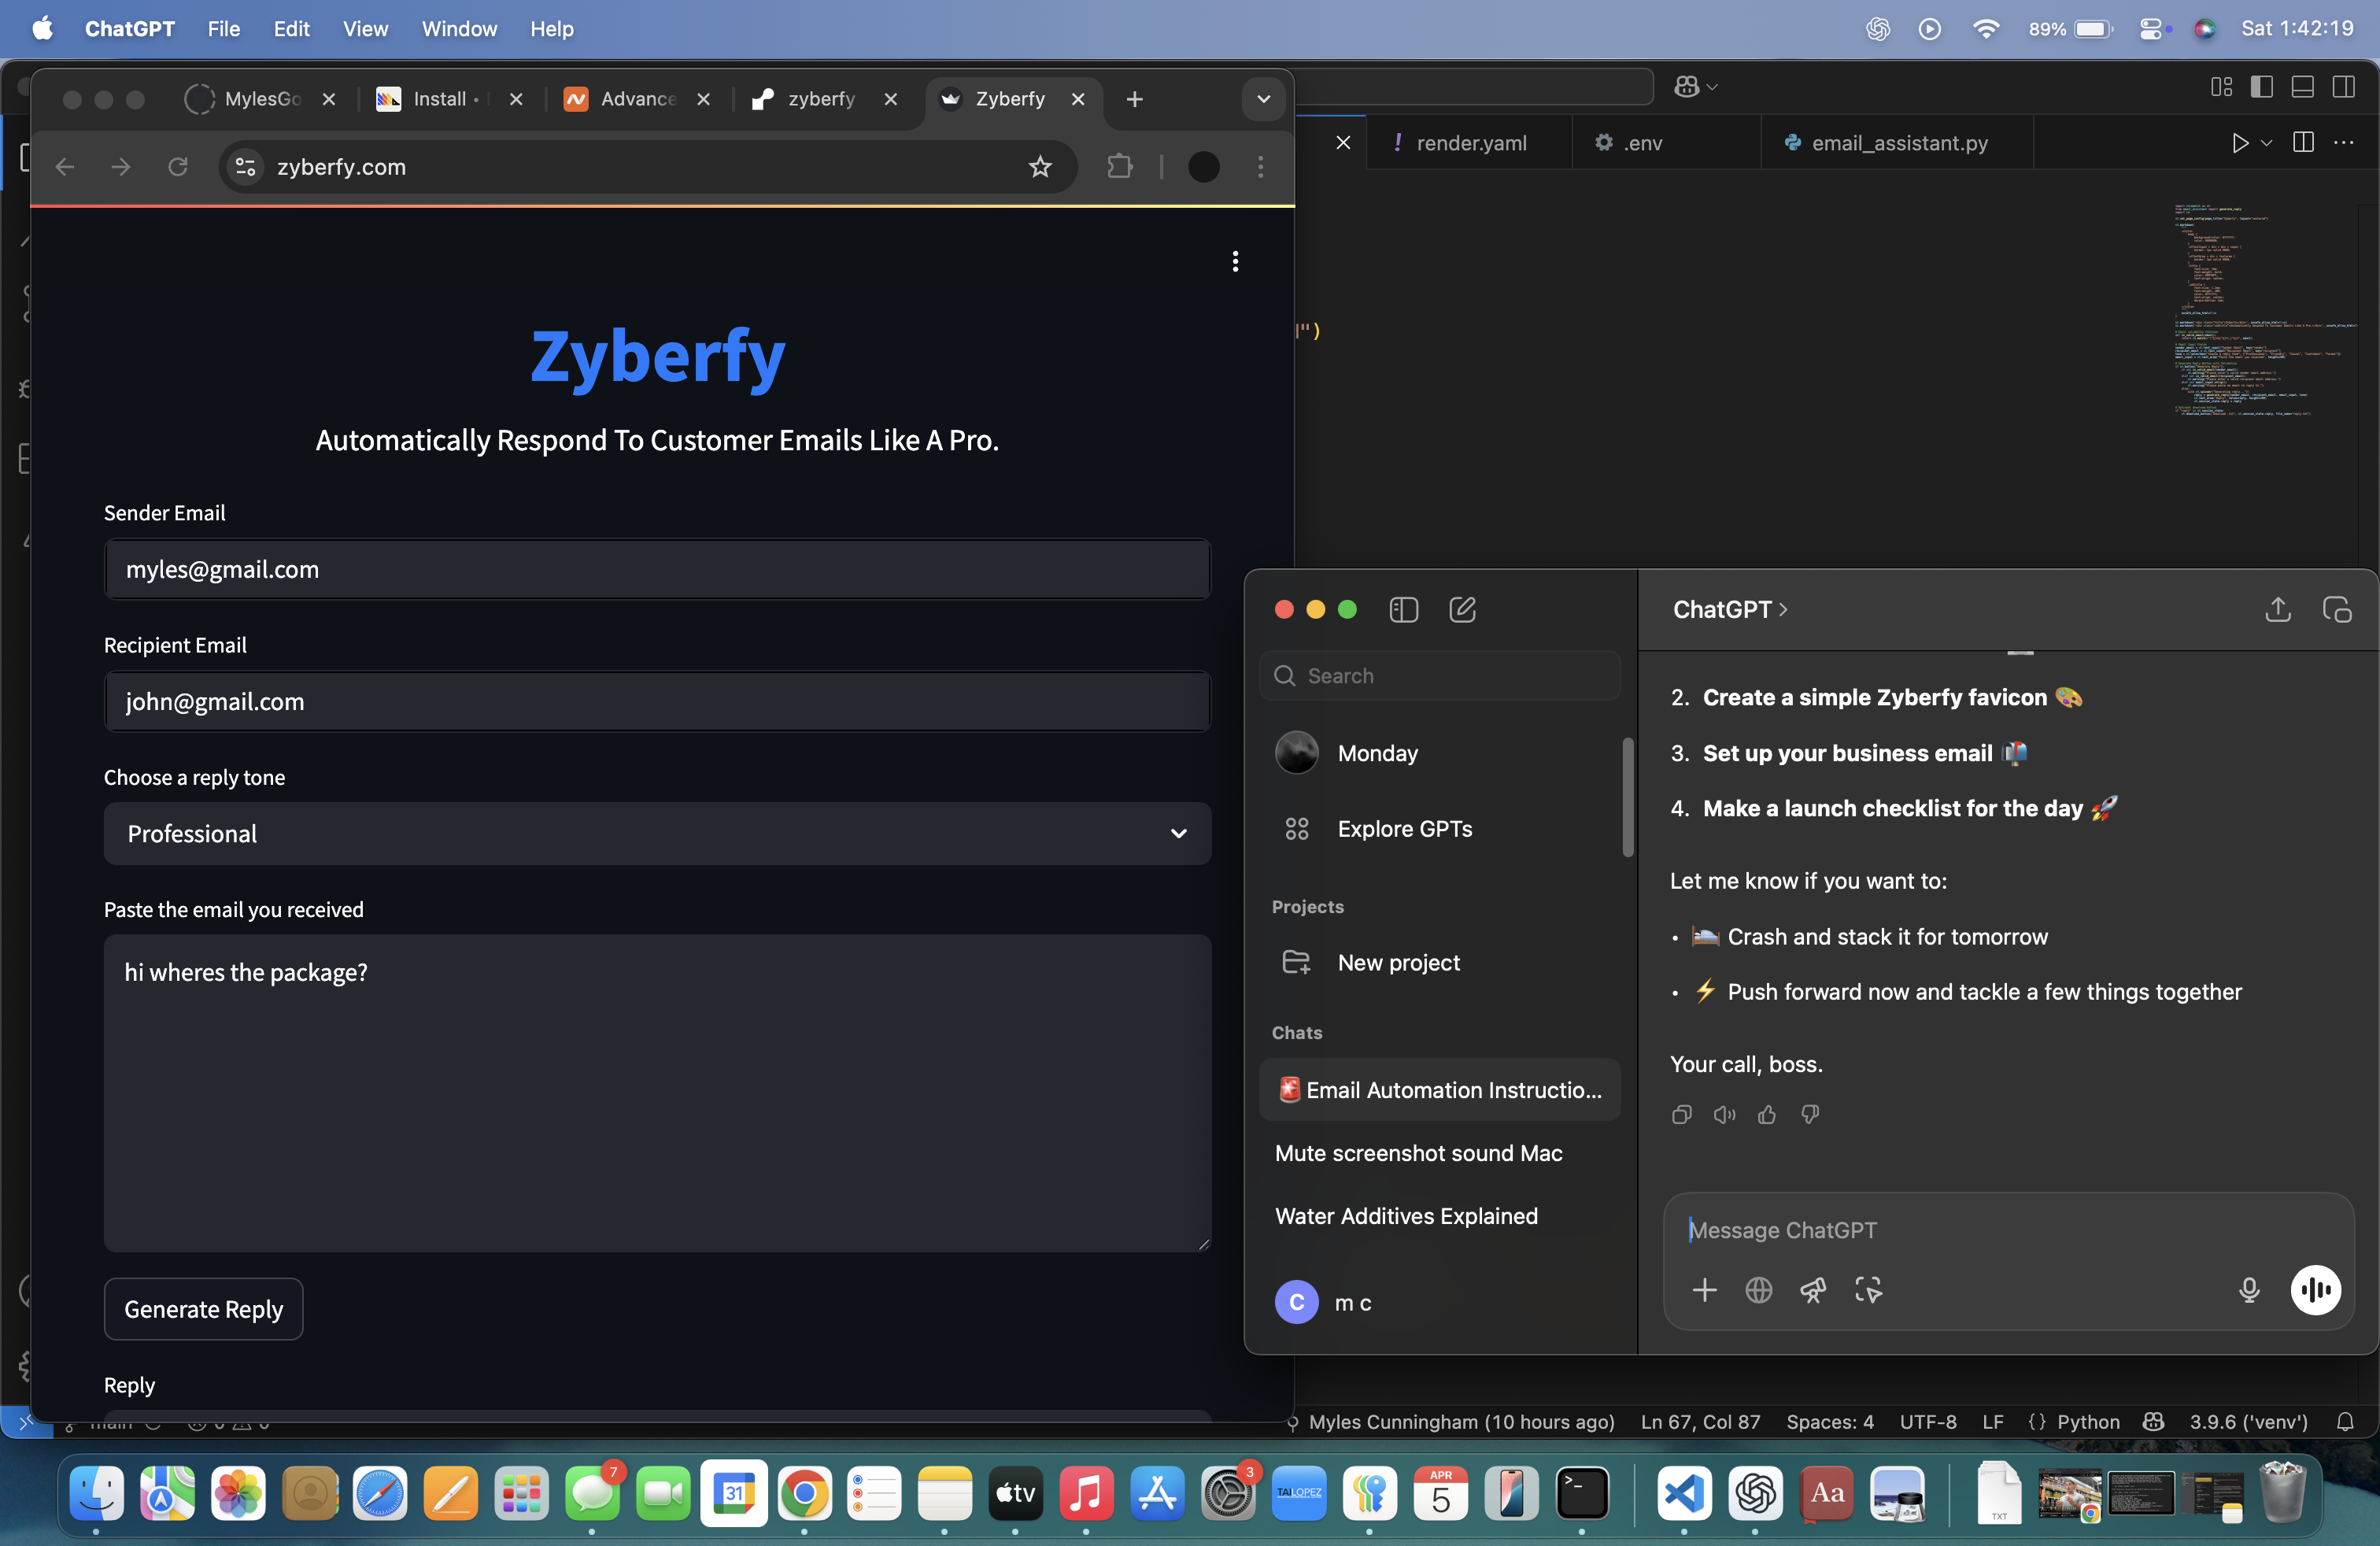 ChatGPT File Edit View Window Help 89% Sat 1:42:19
MylesGo Install • Advance zyberfy Zyberfy
zyberfy.com
! render.yaml .env email_assistant.py
")
Zyberfy
Automatically Respond To Customer Emails Like A Pro.
Sender Email
myles@gmail.com
Recipient Email
john@gmail.com
Choose a reply tone
Professional
Paste the email you received
hi wheres the package?
Generate Reply
Reply
Search
Monday
Explore GPTs
Projects
New project
Chats
🚨 Email Automation Instructio...
Mute screenshot sound Mac
Water Additives Explained
C m c
ChatGPT >
2. Create a simple Zyberfy favicon 🎨
3. Set up your business email 📬
4. Make a launch checklist for the day 🚀
Let me know if you want to:
• 🛌 Crash and stack it for tomorrow
• ⚡ Push forward now and tackle a few things together
Your call, boss.
Message ChatGPT
main 0 0 Myles Cunningham (10 hours ago) Ln 67, Col 87 Spaces: 4 UTF-8 LF {} Python 3.9.6 ('venv')
7 31 tv 3 TAI LOPEZ APR 5 >_ Aa TXT